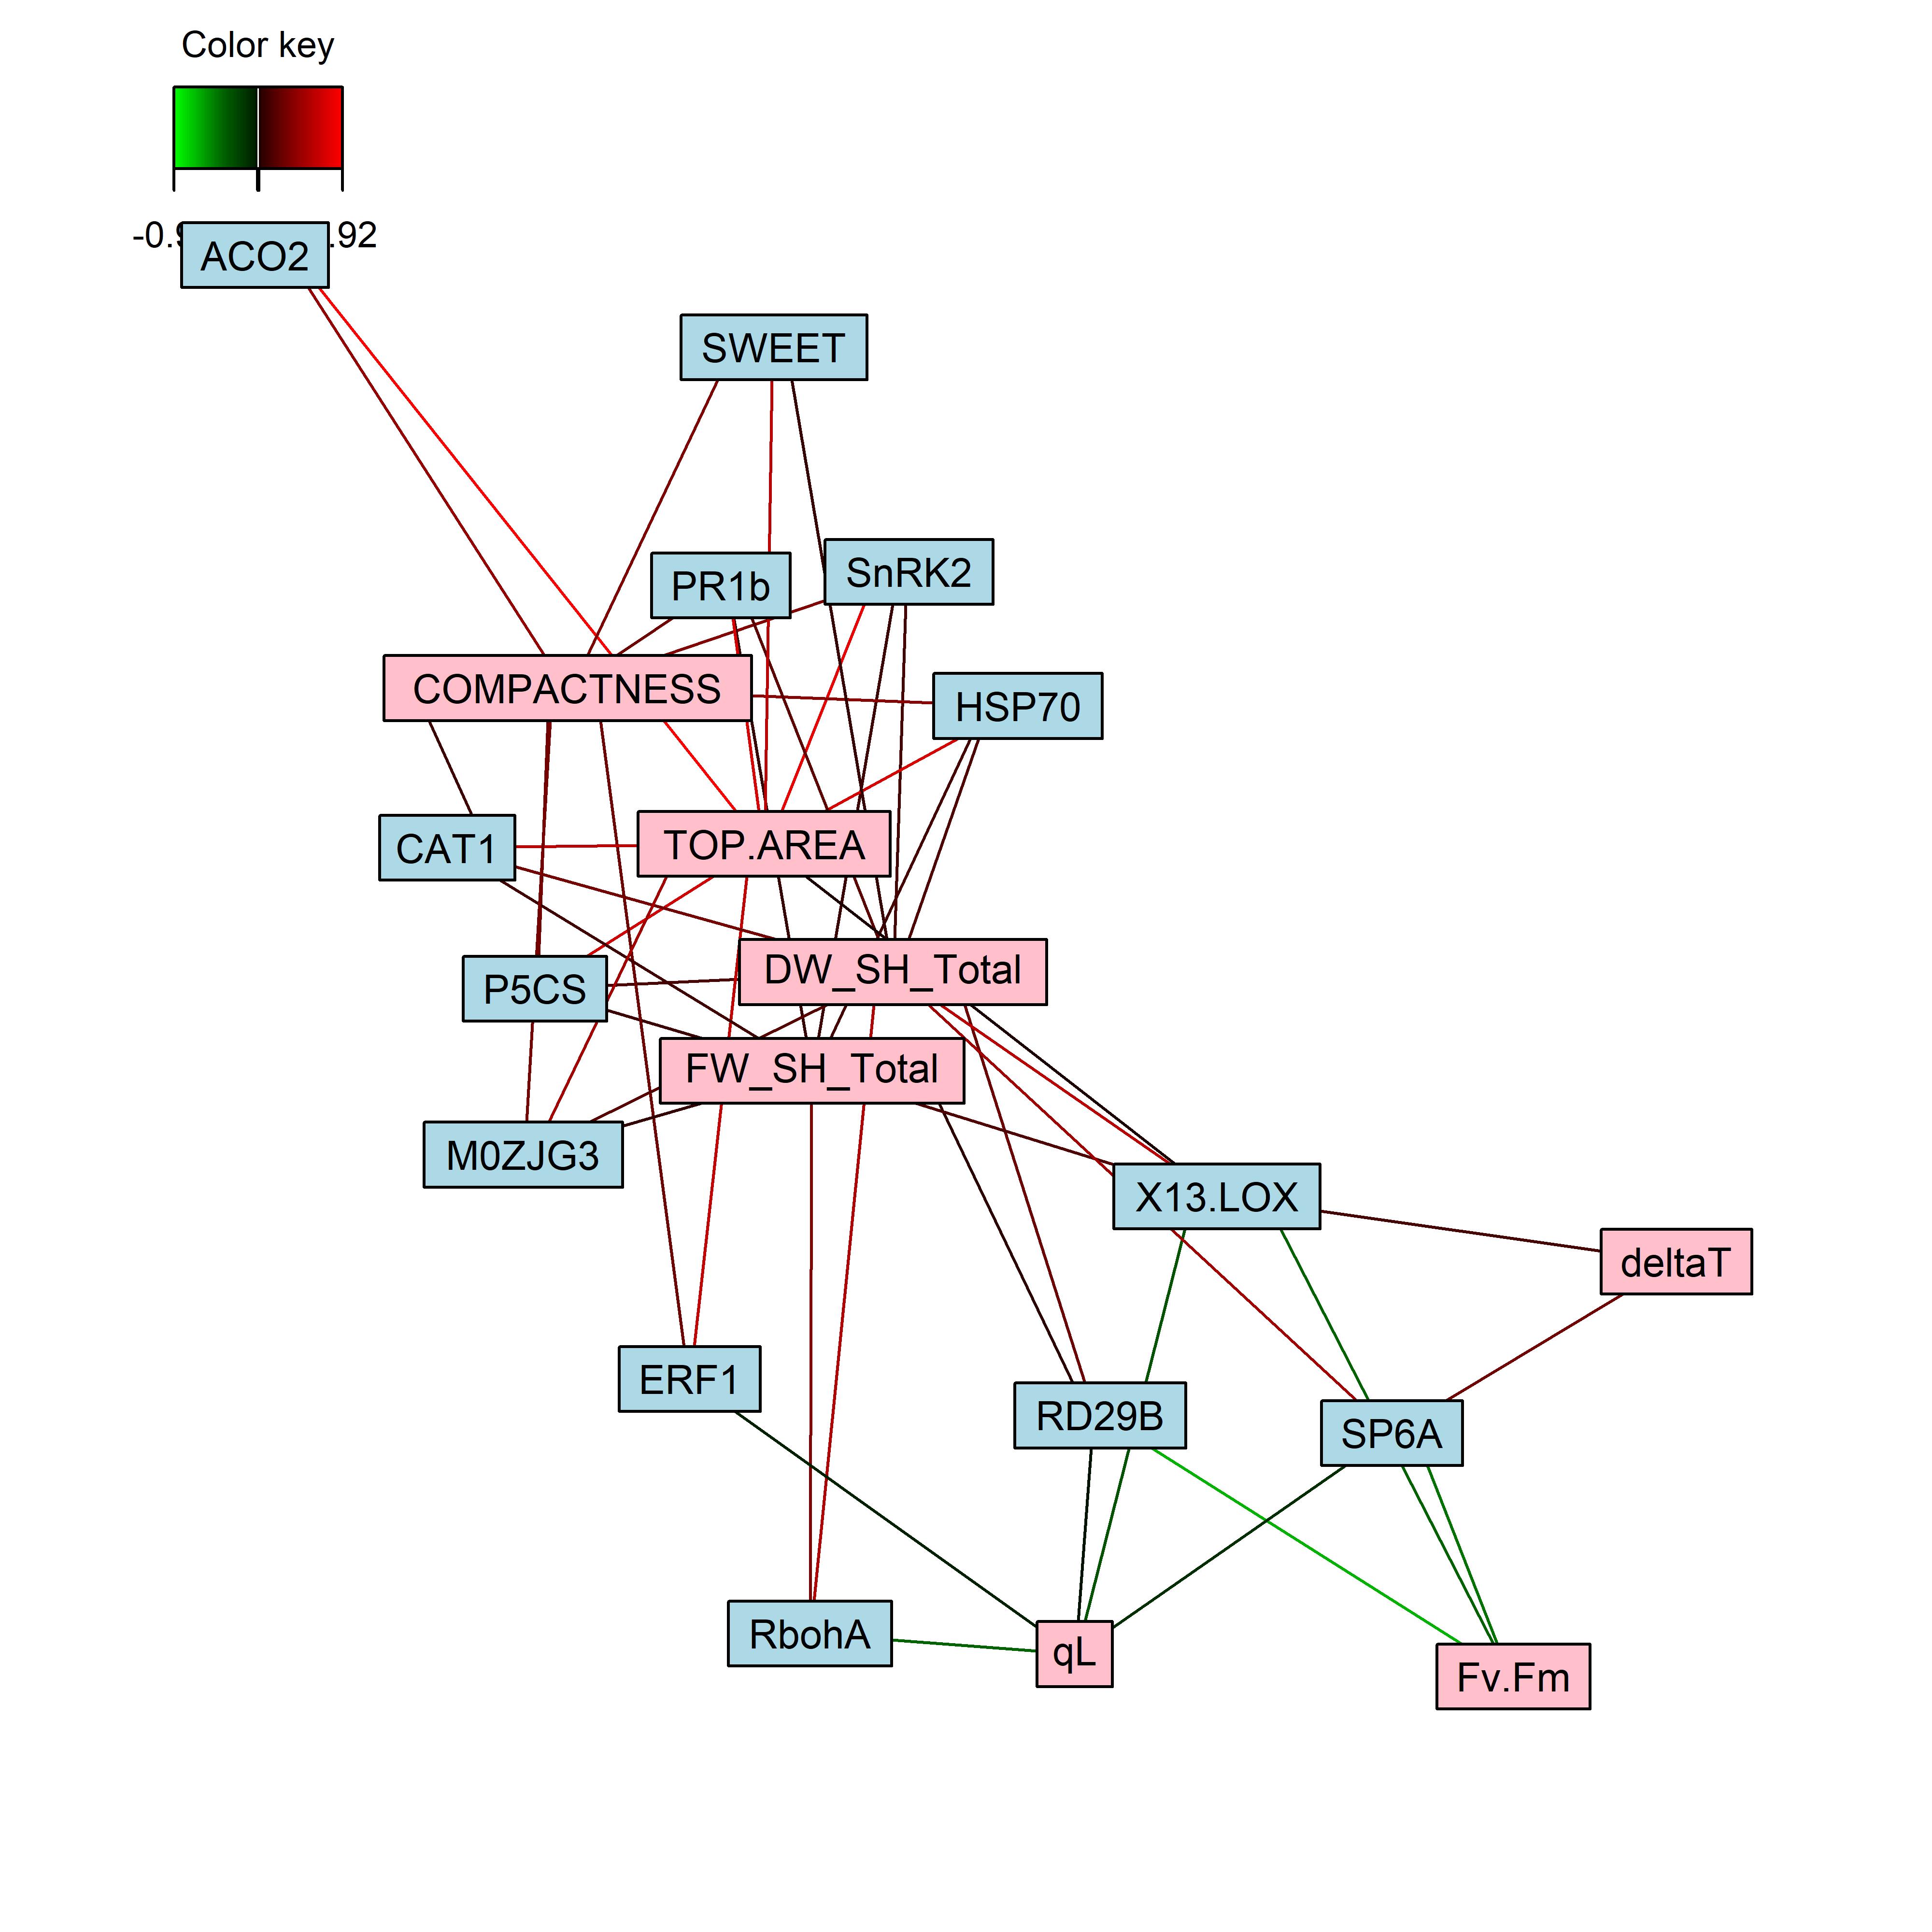 Color key
-0.9
.92
ACO2
SWEET
PR1b
SnRK2
COMPACTNESS
HSP70
CAT1
TOP.AREA
P5CS
DW_SH_Total
FW_SH_Total
M0ZJG3
X13.LOX
deltaT
ERF1
RD29B
SP6A
RbohA
qL
Fv.Fm